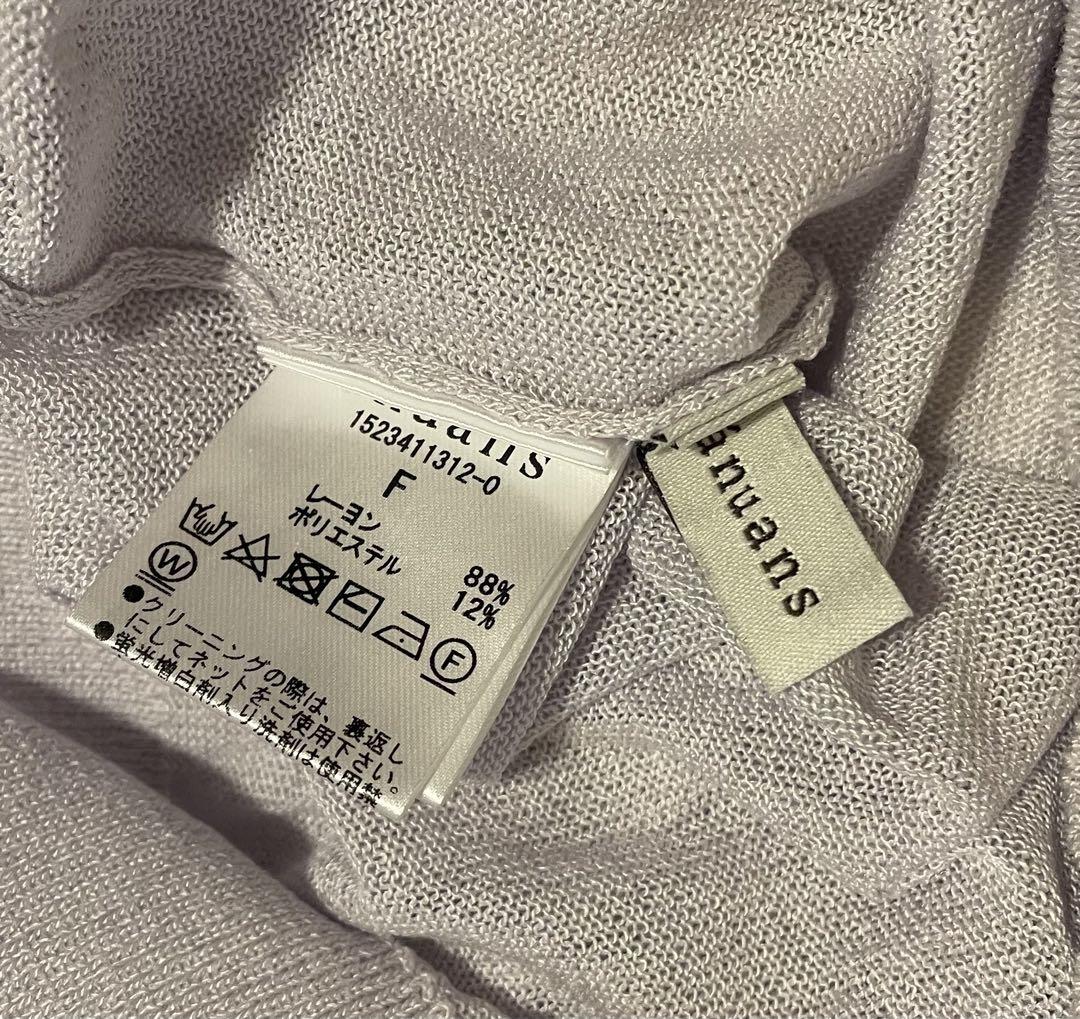 nuans
1523411312-0
F
レーヨン 88%
ポリエステル 12%
W
F
●クリーニングの際は、裏返し
にしてネットをご使用下さい。
●蛍光増白剤入り洗剤は使用禁
ánuans